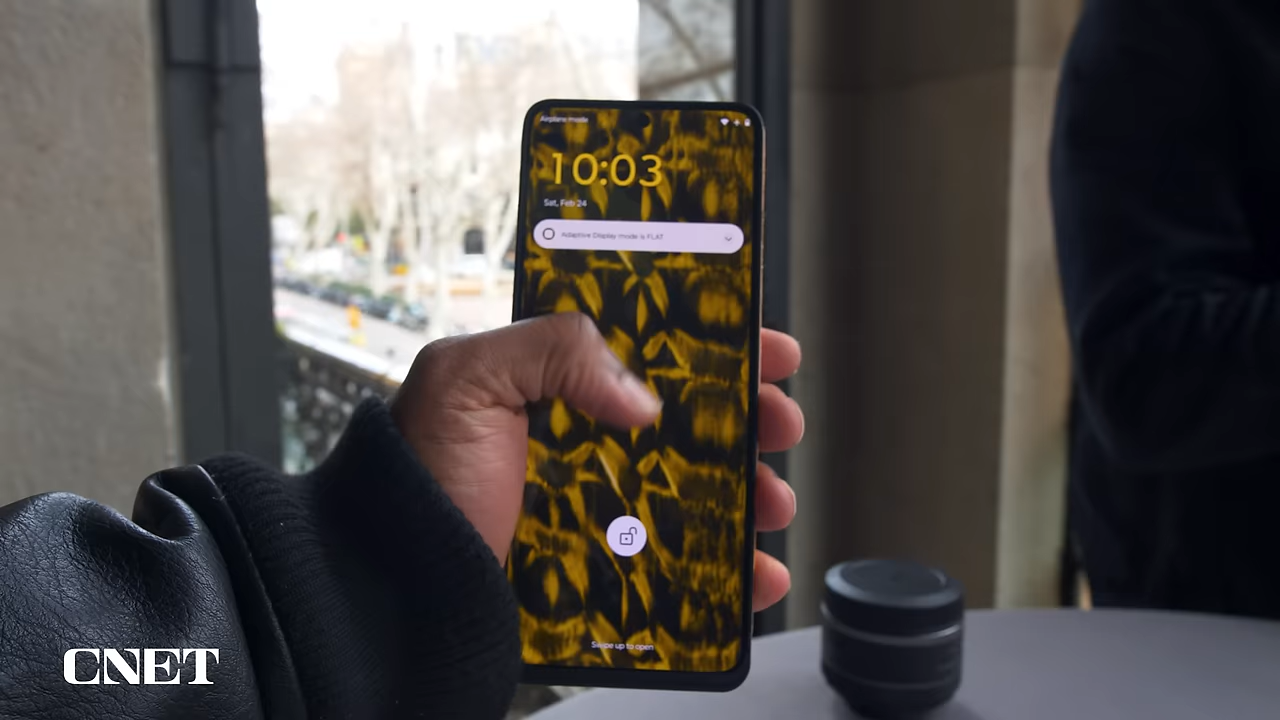 Airplane mode
10:03
Sat, Feb 24
Adaptive Display mode is FLAT
Swipe up to open
CNET